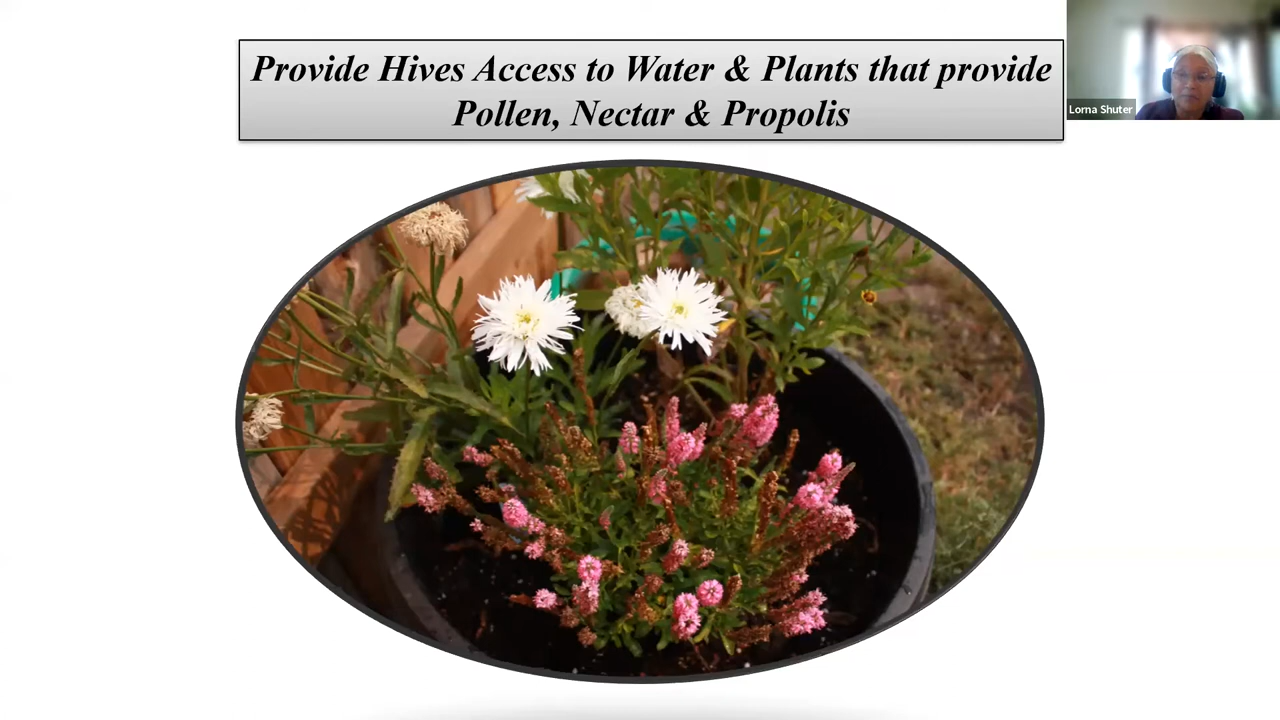 Provide Hives Access to Water & Plants that provide
Pollen, Nectar & Propolis
Lorna Shuter